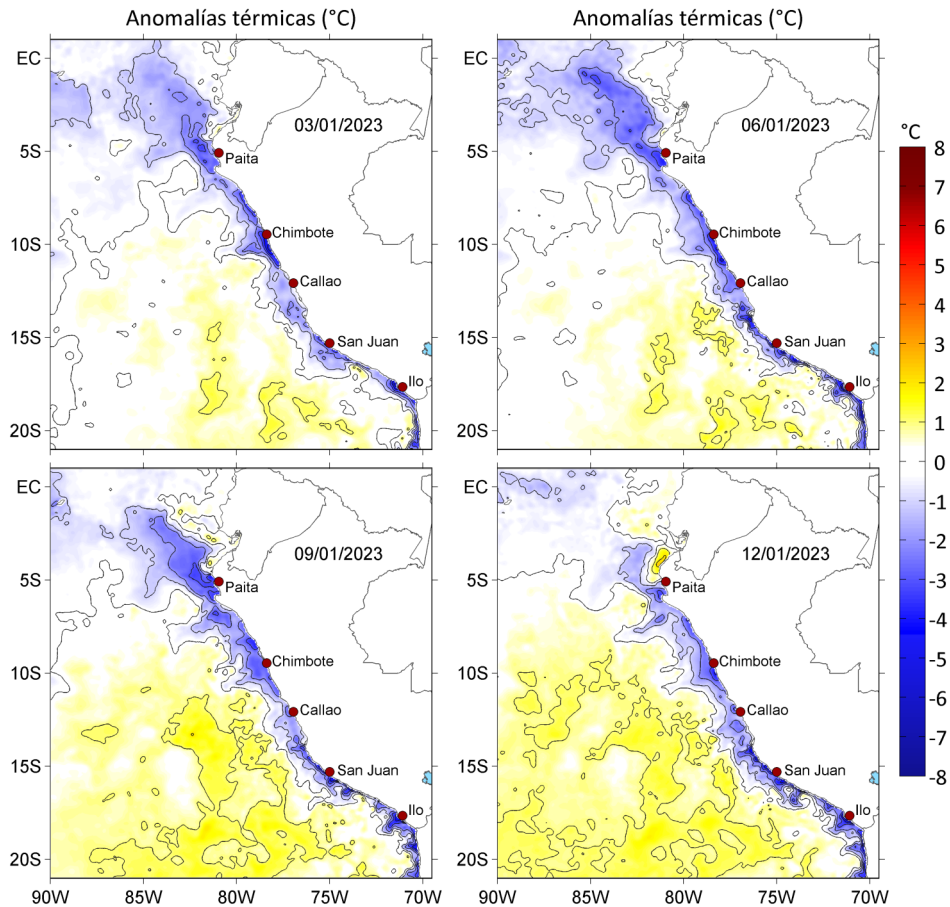 Anomalías térmicas (°C)
Anomalías térmicas (°C)
EC
5S
10S
15S
20S
03/01/2023
Paita
Chimbote
Callao
San Juan
Ilo
EC
5S
10S
15S
20S
06/01/2023
Paita
Chimbote
Callao
San Juan
Ilo
EC
5S
10S
15S
20S
09/01/2023
Paita
Chimbote
Callao
San Juan
Ilo
90W
85W
80W
75W
70W
EC
5S
10S
15S
20S
12/01/2023
Paita
Chimbote
Callao
San Juan
Ilo
90W
85W
80W
75W
70W
°C
8
7
6
5
4
3
2
1
0
-1
-2
-3
-4
-5
-6
-7
-8